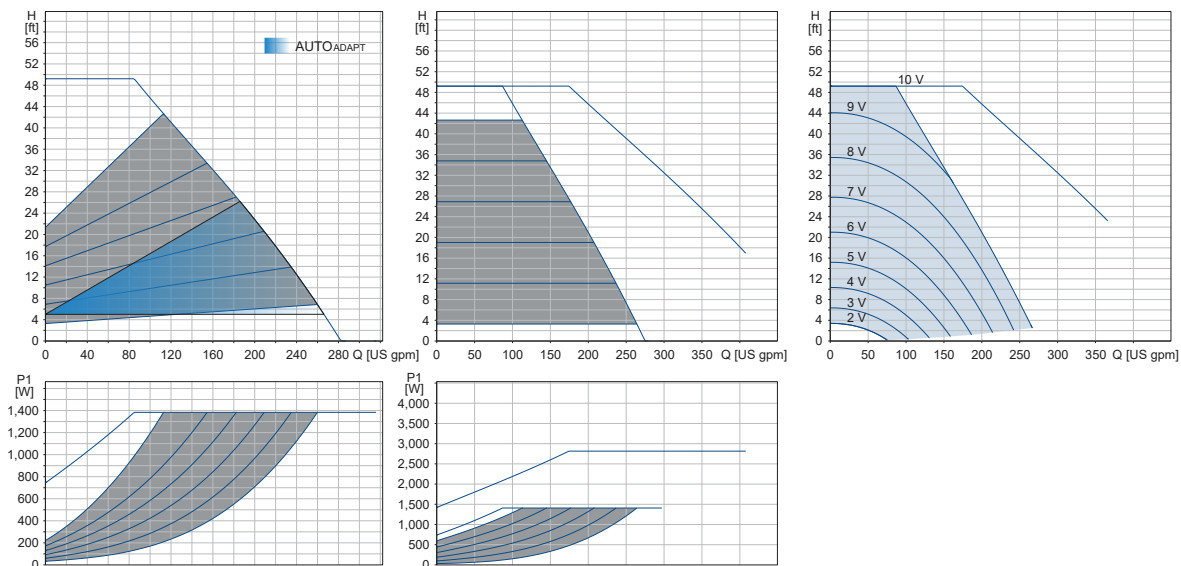 H
[ft]
56
52
48
44
40
36
32
28
24
20
16
12
8
4
0
0 40 80 120 160 200 240 280 Q [US gpm]
AUTOADAPT
H
[ft]
56
52
48
44
40
36
32
28
24
20
16
12
8
4
0
0 50 100 150 200 250 300 350 Q [US gpm]
H
[ft]
56
52
48
44
40
36
32
28
24
20
16
12
8
4
0
10 V
9 V
8 V
7 V
6 V
5 V
4 V
3 V
2 V
0 50 100 150 200 250 300 350 Q [US gpm]
P1
[W]
1,400
1,200
1,000
800
600
400
200
0
P1
[W]
4,000
3,500
3,000
2,500
2,000
1,500
1,000
500
0